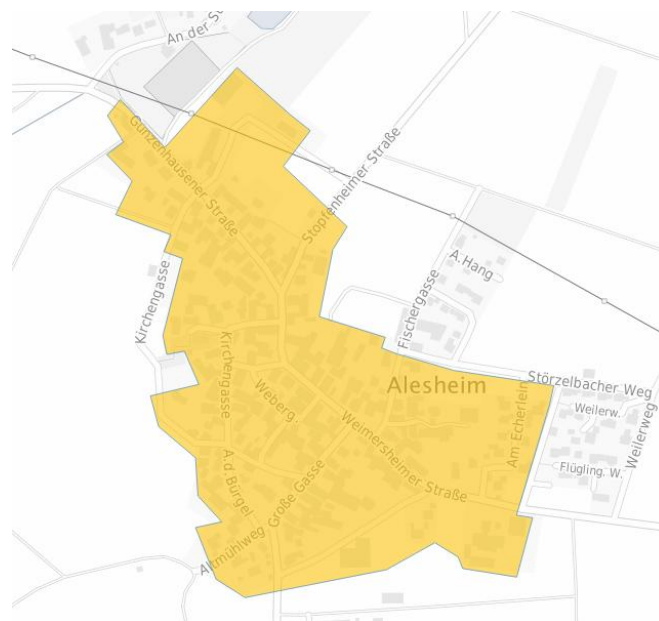 An der S
Gunzenhausener Straße
Stopfenheimer Straße
A. Hang
Fischergasse
Kirchengasse
Störzelbacher Weg
Kirchengasse
Alesheim
Weilerw.
Weberg.
Weimersheimer Straße
Am Echerlein
Weilerweg
Flügling. W.
A.d. Bürgel
Große Gasse
Altmühlweg